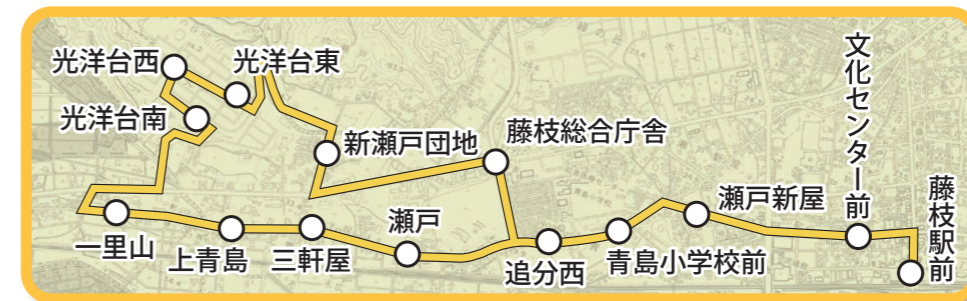 光洋台西
光洋台東
光洋台南
新瀬戸団地
藤枝総合庁舎
文化センター前
瀬戸新屋
藤枝駅前
瀬戸
一里山
上青島
三軒屋
追分西
青島小学校前